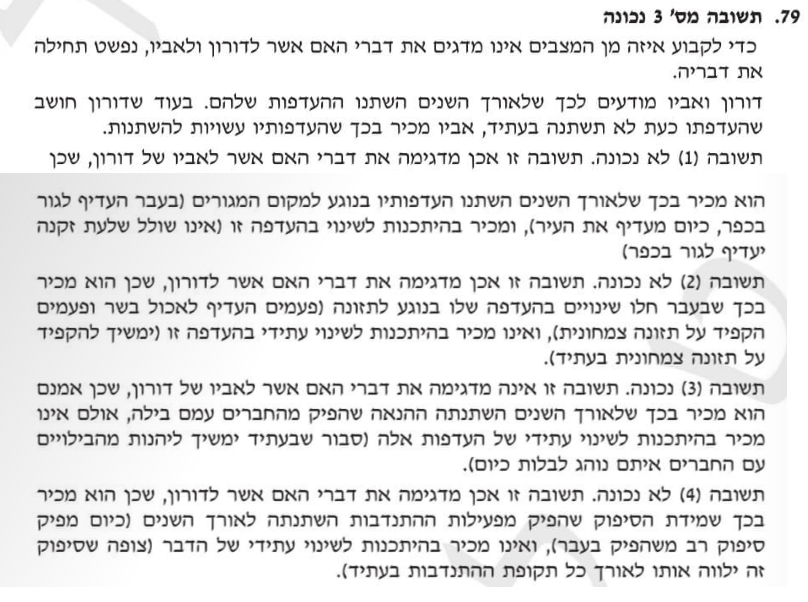 79. תשובה מס' 3 נכונה
כדי לקבוע איזה מן המצבים אינו מדגים את דברי האם אשר לדורון ולאביו, נפשט תחילה
את דבריה.
דורון ואביו מודעים לכך שלאורך השנים השתנו ההעדפות שלהם. בעוד שדורון חושב
שהעדפתו כעת לא תשתנה בעתיד, אביו מכיר בכך שהעדפותיו עשויות להשתנות.
תשובה (1) לא נכונה. תשובה זו אכן מדגימה את דברי האם אשר לאביו של דורון, שכן
הוא מכיר בכך שלאורך השנים השתנו העדפותיו בנוגע למקום המגורים (בעבר העדיף לגור
בכפר, כיום מעדיף את העיר), ומכיר בהיתכנות לשינוי בהעדפה זו (אינו שולל שלעת זקנה
יעדיף לגור בכפר)
תשובה (2) לא נכונה. תשובה זו אכן מדגימה את דברי האם אשר לדורון, שכן הוא מכיר
בכך שבעבר חלו שינויים בהעדפה שלו בנוגע לתזונה (פעמים העדיף לאכול בשר ופעמים
הקפיד על תזונה צמחונית), ואינו מכיר בהיתכנות לשינוי עתידי בהעדפה זו (ימשיך להקפיד
על תזונה צמחונית בעתיד).
תשובה (3) נכונה. תשובה זו אינה מדגימה את דברי האם אשר לאביו של דורון, שכן אמנם
הוא מכיר בכך שלאורך השנים השתנתה ההנאה שהפיק מהחברים עמם בילה, אולם אינו
מכיר בהיתכנות לשינוי עתידי של העדפות אלה (סבור שבעתיד ימשיך ליהנות מהבילויים
עם החברים איתם נוהג לבלות כיום).
תשובה (4) לא נכונה. תשובה זו אכן מדגימה את דברי האם אשר לדורון, שכן הוא מכיר
בכך שמידת הסיפוק שהפיק מפעילות ההתנדבות השתנתה לאורך השנים (כיום מפיק
סיפוק רב משהפיק בעבר), ואינו מכיר בהיתכנות לשינוי עתידי של הדבר (צופה שסיפוק
זה ילווה אותו לאורך כל תקופת ההתנדבות בעתיד).